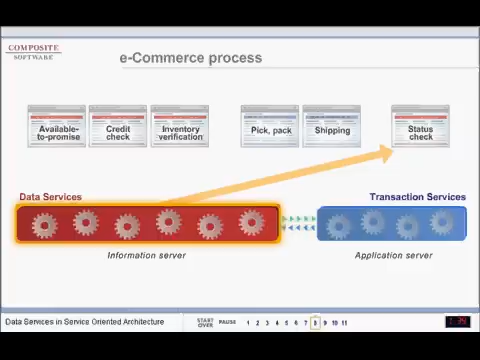 COMPOSITE
SOFTWARE
e-Commerce process
Available-
to-promise
Credit
check
Inventory
verification
Pick, pack
Shipping
Status
check
Data Services
Transaction Services
Information server
Application server
Data Services in Service Oriented Architecture
START
OVER
PAUSE
1 2 3 4 5 6 7 8 9 10 11